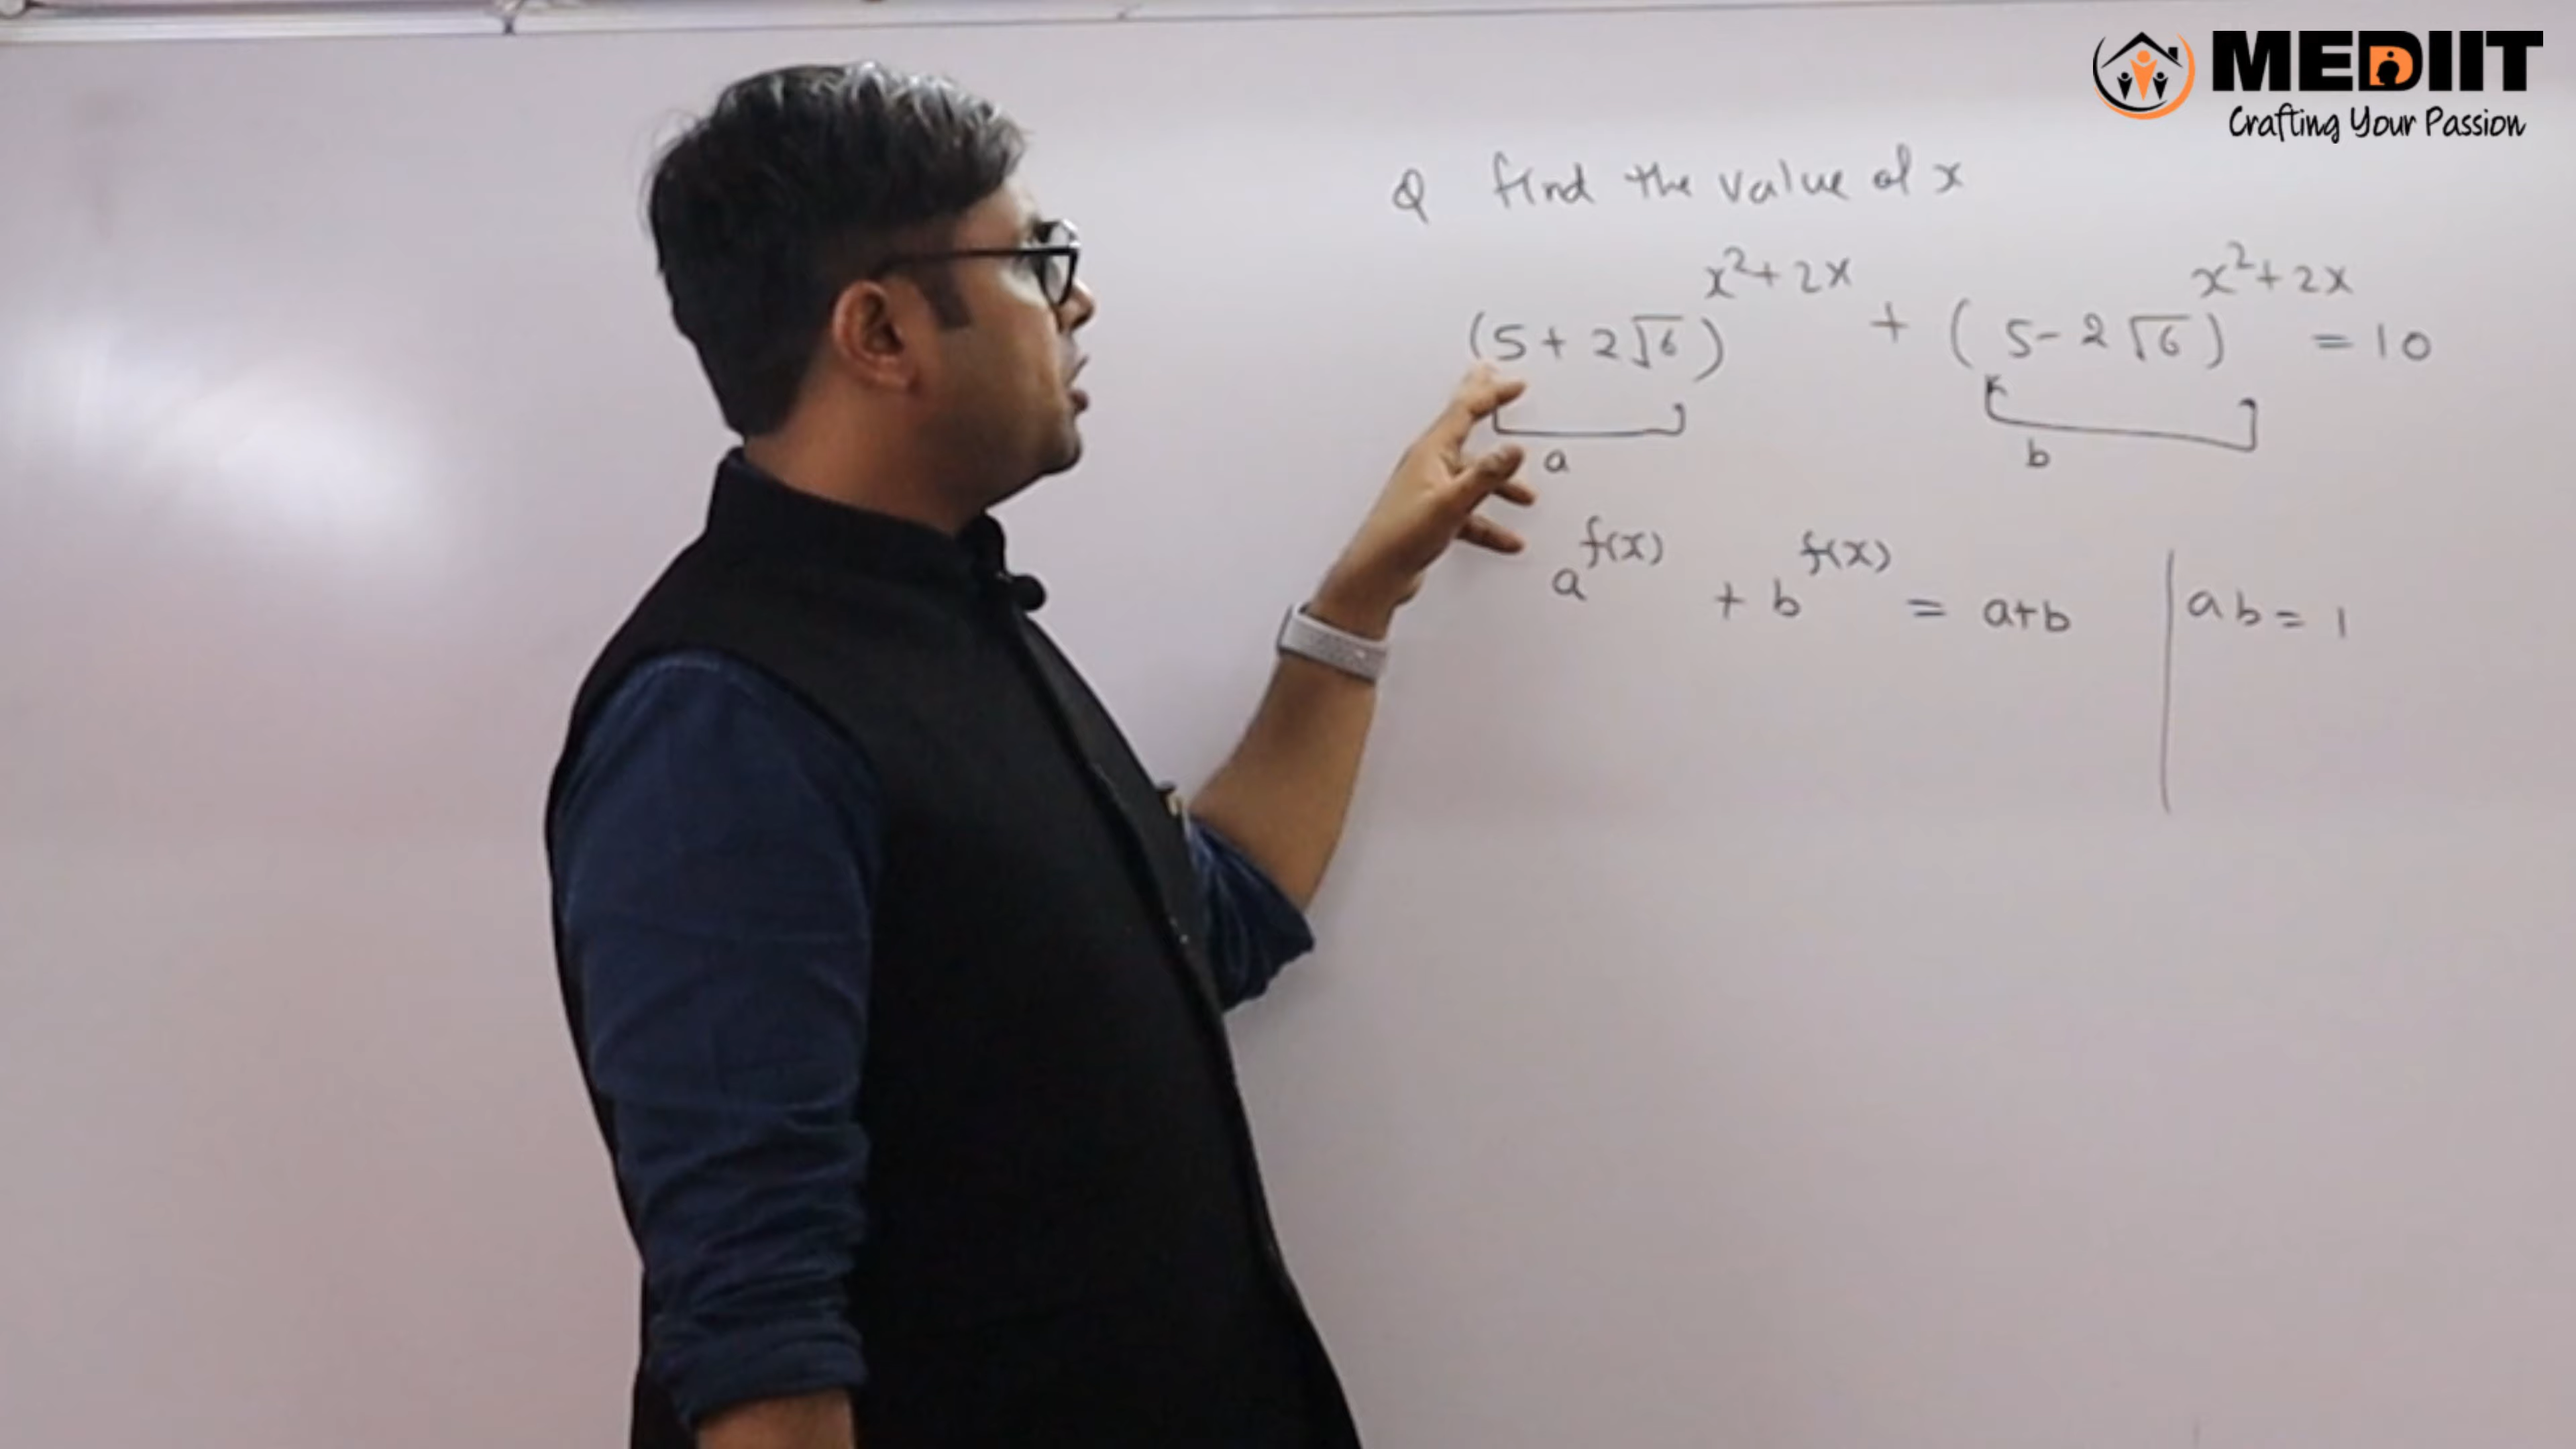 MEDIIT
Crafting Your Passion
Q find the value of x
(5 + 2√6)^(x²+2x) + (5-2√6)^(x²+2x) = 10
a b
a^f(x) + b^f(x) = a+b | ab = 1